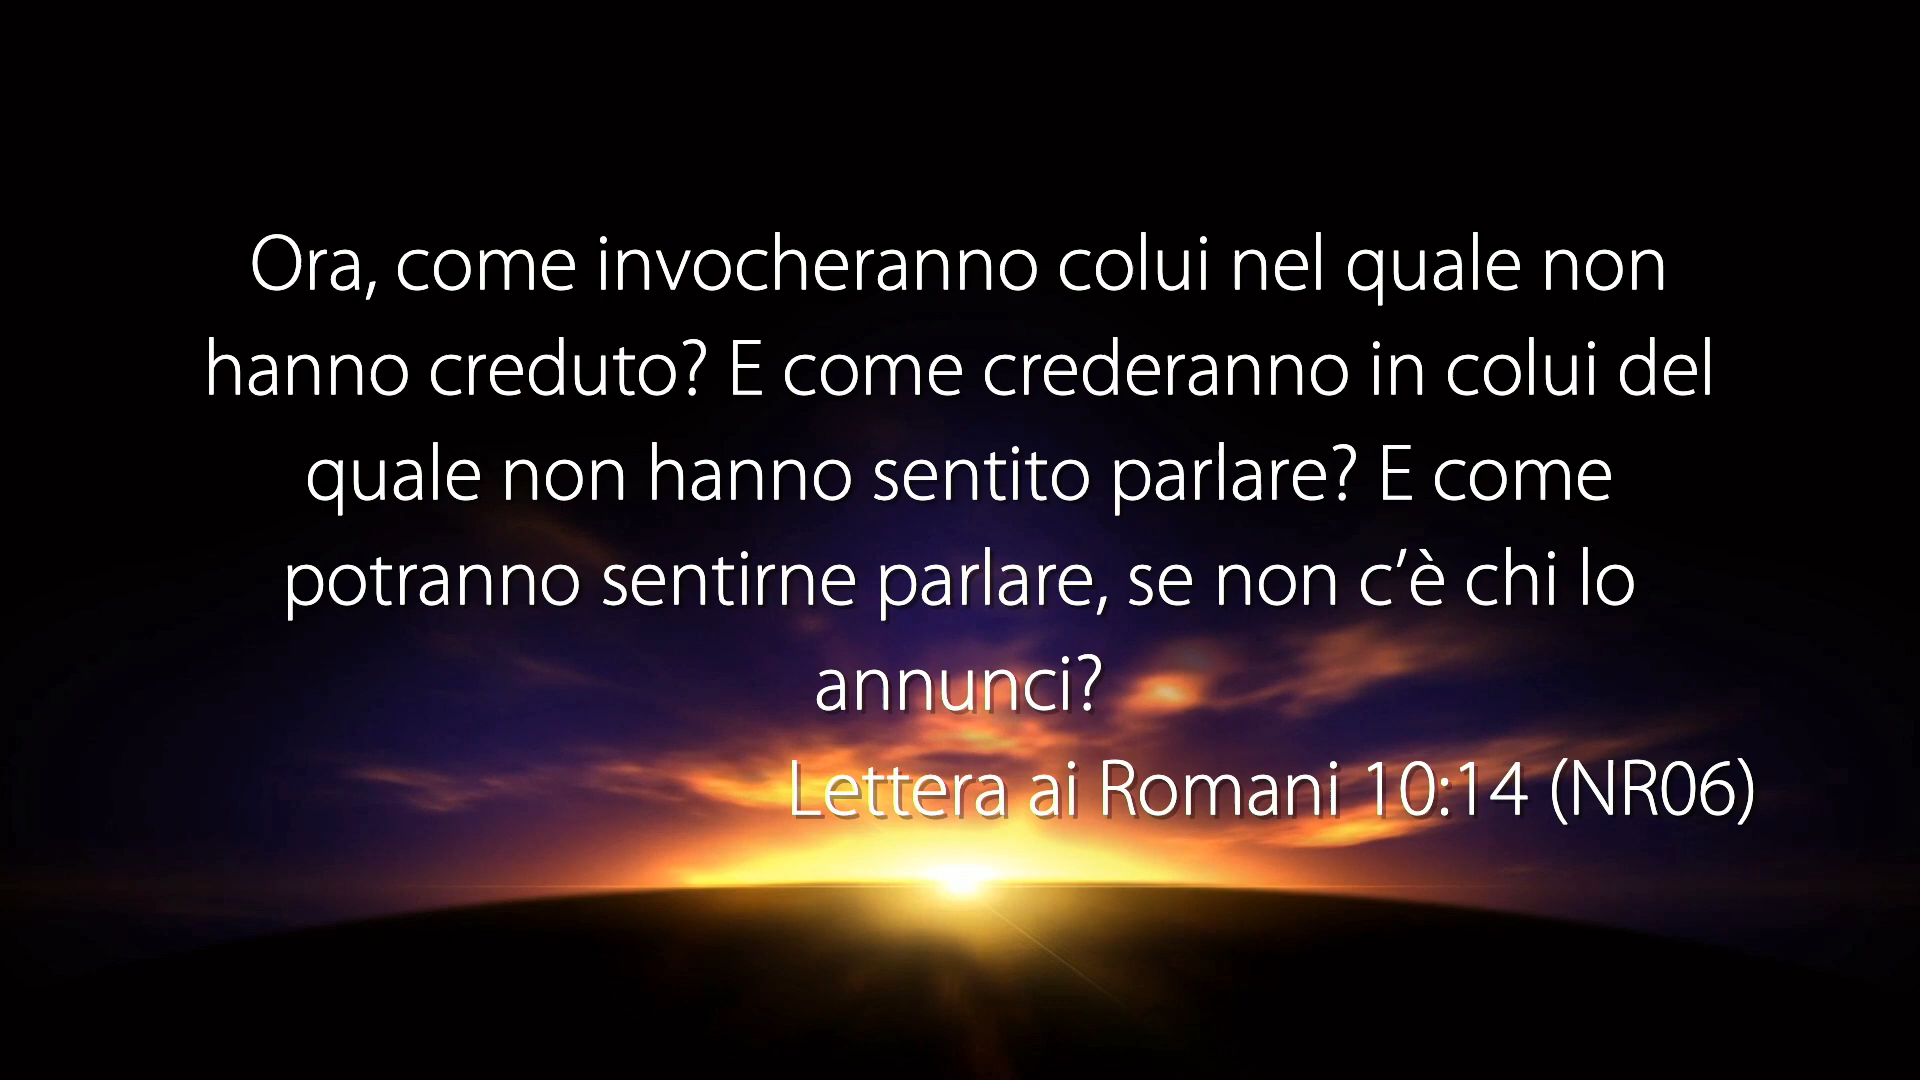 Ora, come invocheranno colui nel quale non
hanno creduto? E come crederanno in colui del
quale non hanno sentito parlare? E come
potranno sentirne parlare, se non c’è chi lo
annunci?
Lettera ai Romani 10:14 (NR06)